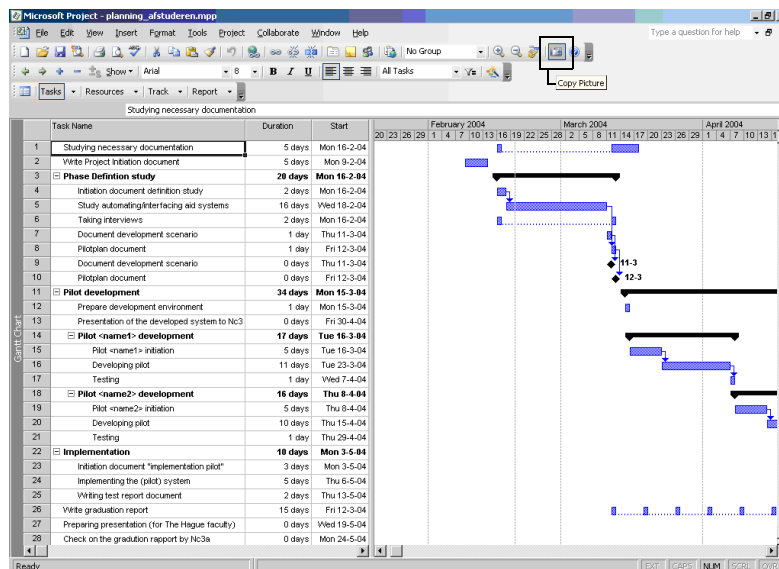 Microsoft Project - planning_afstuderen.mpp
File Edit View Insert Format Tools Project Collaborate Window Help Type a question for help
No Group
Show Arial 8 B I U All Tasks
Copy Picture
Tasks Resources Track Report
Studying necessary documentation
Task Name Duration Start February 2004 March 2004 April 2004
20 23 26 29 1 4 7 10 13 16 19 22 25 28 2 5 8 11 14 17 20 23 26 29 1 4 7 10 13 1
1 Studying necessary documentation 5 days Mon 16-2-04
2 Write Project Initiation document 5 days Mon 9-2-04
3 Phase Defintion study 20 days Mon 16-2-04
4 Initiation document definition study 2 days Mon 16-2-04
5 Study automating/interfacing aid systems 16 days Wed 18-2-04
6 Taking interviews 2 days Mon 16-2-04
7 Document development scenario 1 day Thu 11-3-04
8 Pilotplan document 1 day Fri 12-3-04
9 Document development scenario 0 days Thu 11-3-04 11-3
10 Pilotplan document 0 days Fri 12-3-04 12-3
11 Pilot development 34 days Mon 15-3-04
12 Prepare development environment 1 day Mon 15-3-04
13 Presentation of the developed system to Nc3 0 days Fri 30-4-04
14 Pilot <name1> development 17 days Tue 16-3-04
15 Pilot <name1> initiation 5 days Tue 16-3-04
16 Developing pilot 11 days Tue 23-3-04
17 Testing 1 day Wed 7-4-04
18 Pilot <name2> development 16 days Thu 8-4-04
19 Pilot <name2> initiation 5 days Thu 8-4-04
20 Developing pilot 10 days Thu 15-4-04
21 Testing 1 day Thu 29-4-04
22 Implementation 10 days Mon 3-5-04
23 Initiation document "implementation pilot" 3 days Mon 3-5-04
24 Implementing the (pilot) system 5 days Thu 6-5-04
25 Writing test report document 2 days Thu 13-5-04
26 Write graduation report 15 days Fri 12-3-04
27 Preparing presentation (for The Hague faculty) 0 days Wed 19-5-04
28 Check on the gradution rapport by Nc3a 0 days Mon 24-5-04
Gantt Chart
Ready EXT CAPS NUM SCRL OVR